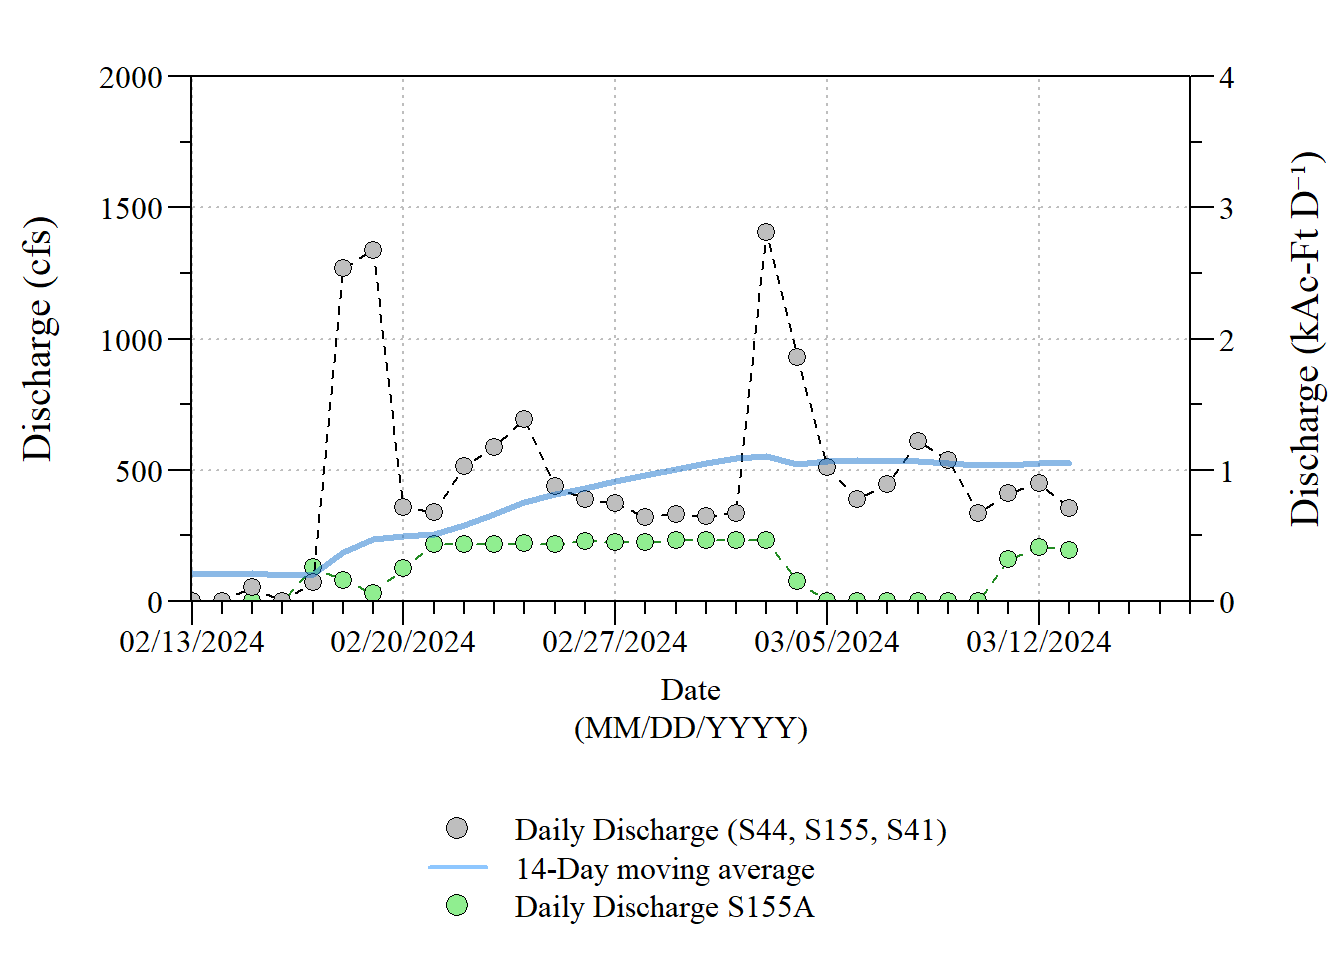 2000
1500
1000
500
0
Discharge (cfs)
4
3
2
1
0
Discharge (kAc-Ft D⁻¹)
02/13/2024 02/20/2024 02/27/2024 03/05/2024 03/12/2024
Date
(MM/DD/YYYY)
Daily Discharge (S44, S155, S41)
14-Day moving average
Daily Discharge S155A